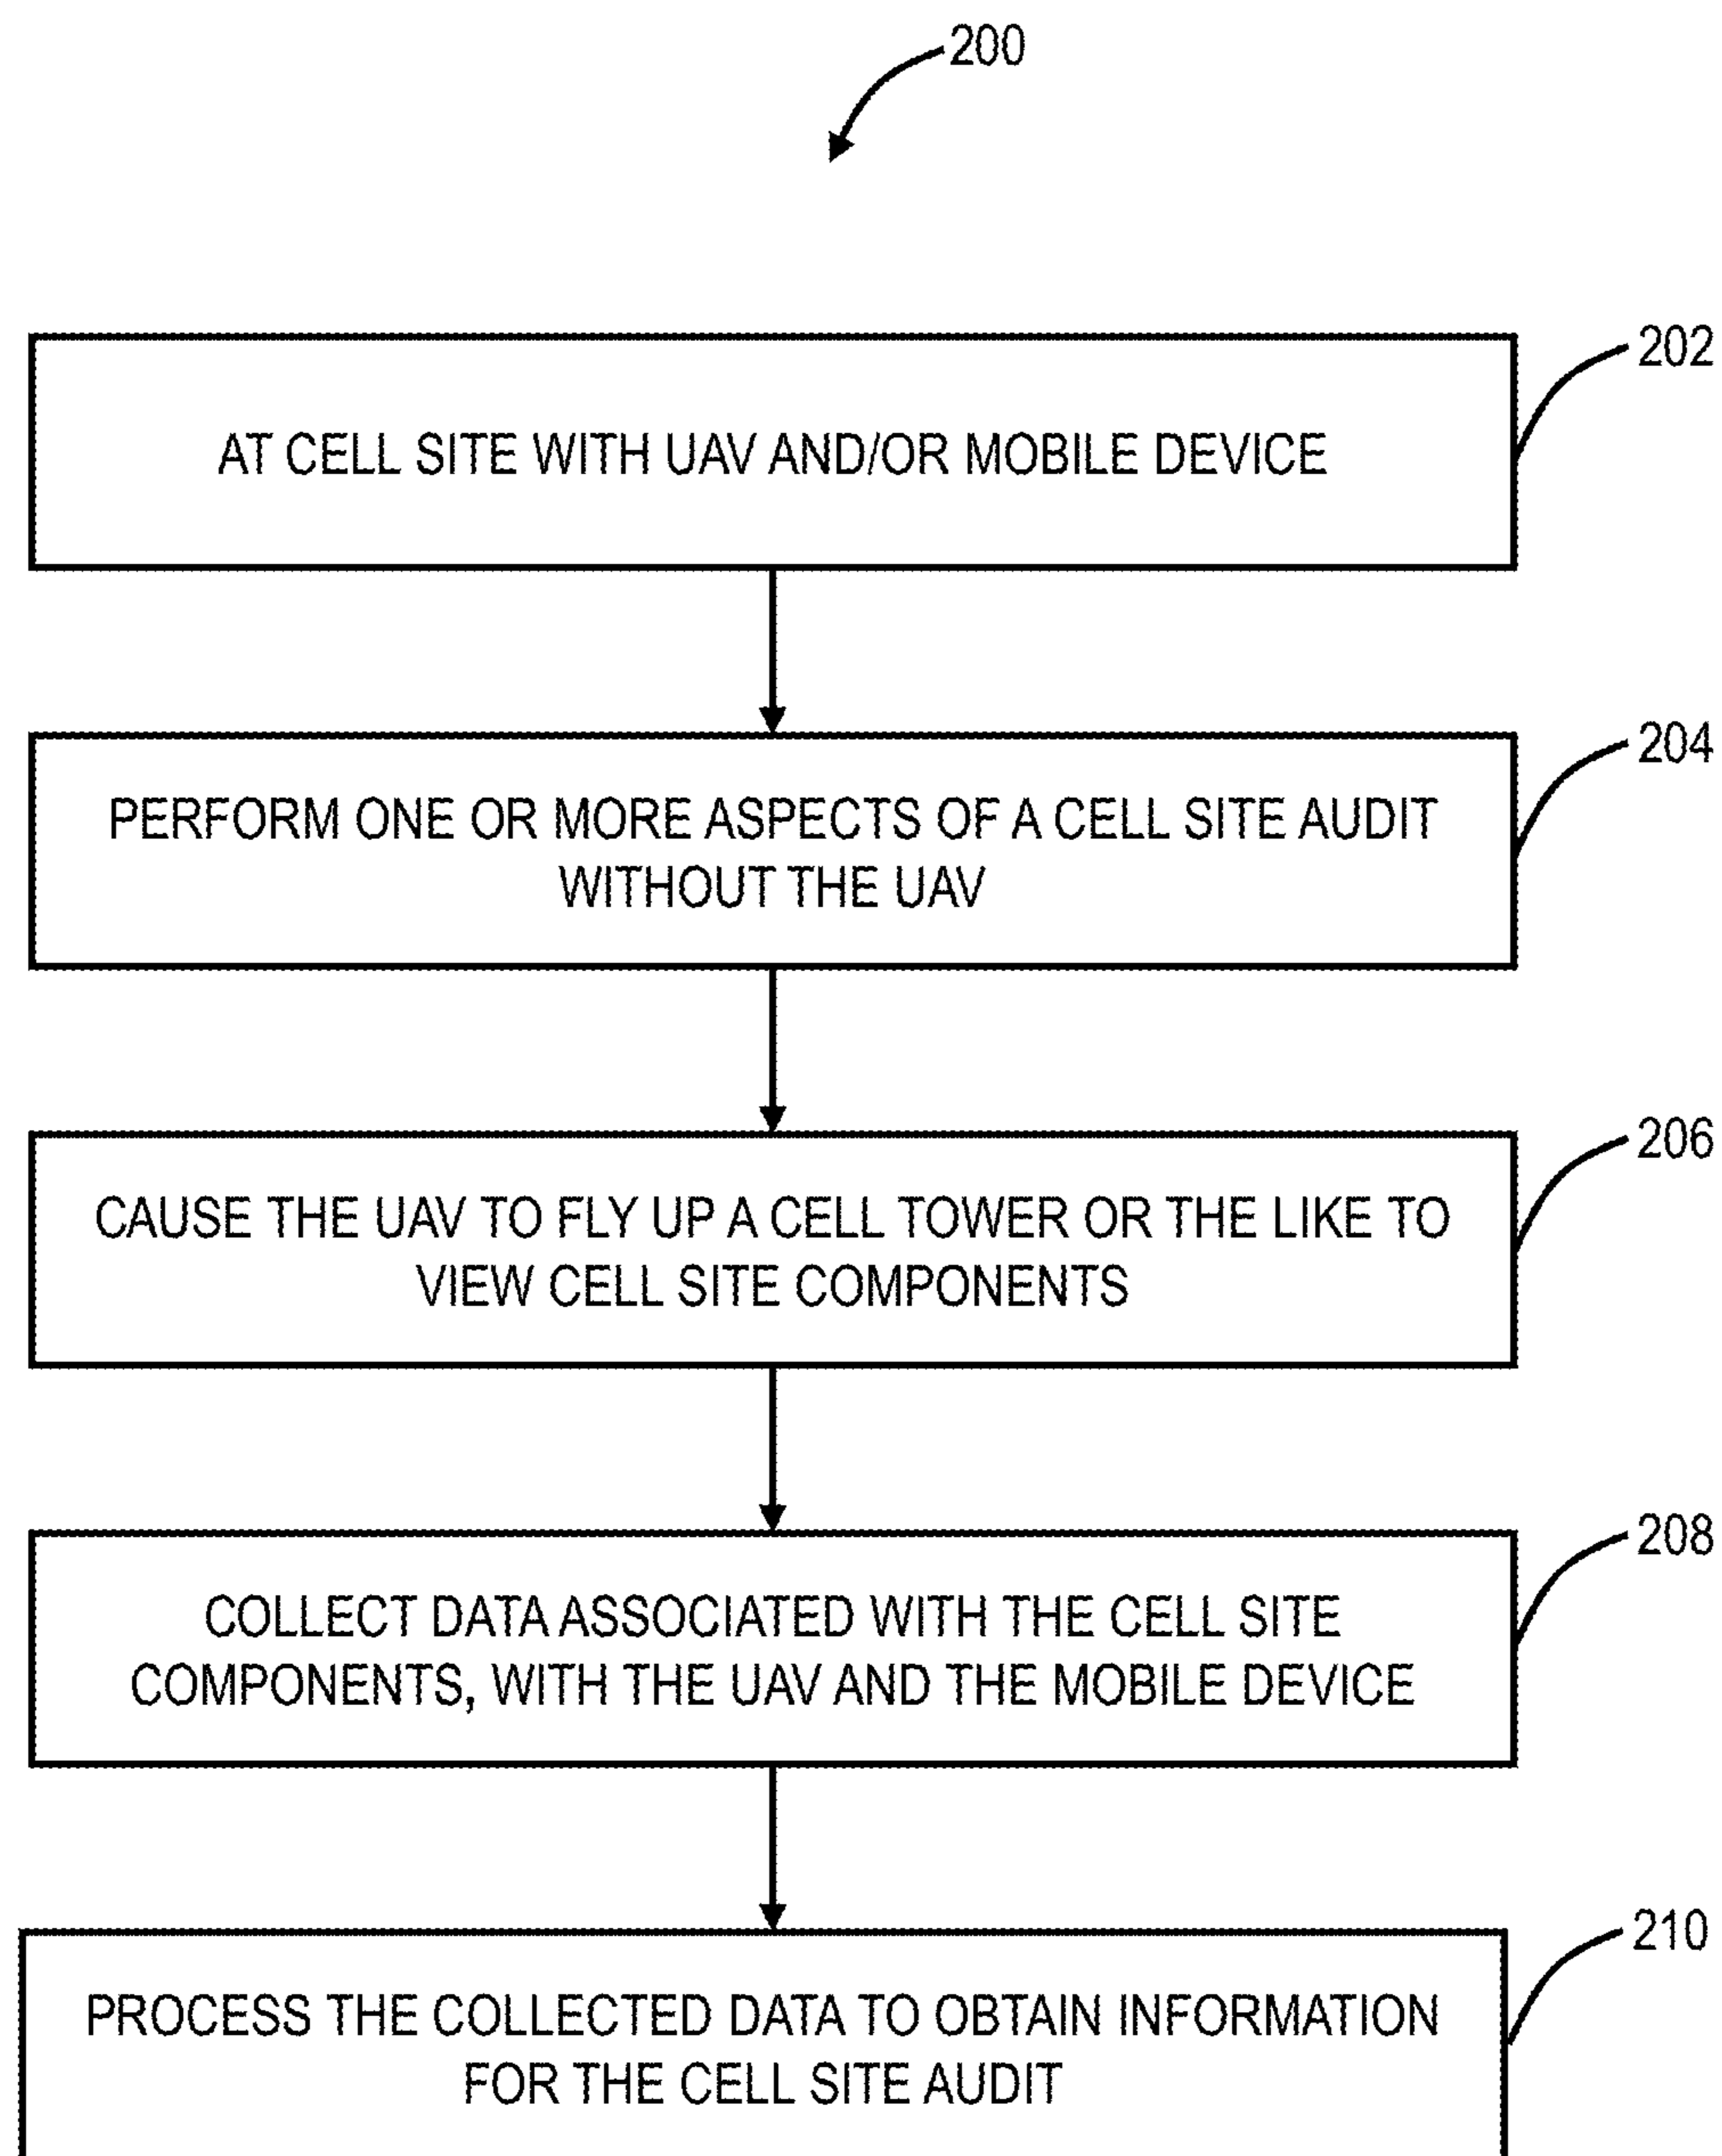 200
202
AT CELL SITE WITH UAV AND/OR MOBILE DEVICE
204
PERFORM ONE OR MORE ASPECTS OF A CELL SITE AUDIT
WITHOUT THE UAV
206
CAUSE THE UAV TO FLY UP A CELL TOWER OR THE LIKE TO
VIEW CELL SITE COMPONENTS
208
COLLECT DATA ASSOCIATED WITH THE CELL SITE
COMPONENTS, WITH THE UAV AND THE MOBILE DEVICE
210
PROCESS THE COLLECTED DATA TO OBTAIN INFORMATION
FOR THE CELL SITE AUDIT